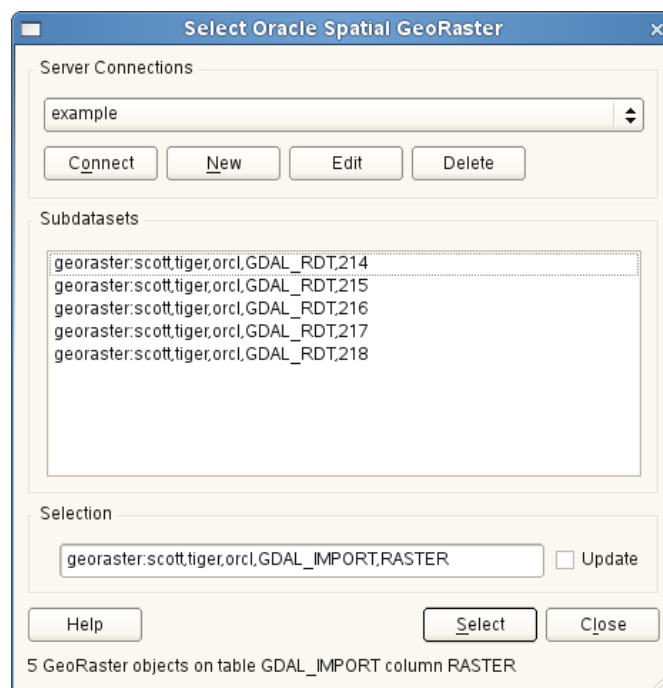 Select Oracle Spatial GeoRaster
Server Connections
example
Connect New Edit Delete
Subdatasets
georaster:scott,tiger,orcl,GDAL_RDT,214
georaster:scott,tiger,orcl,GDAL_RDT,215
georaster:scott,tiger,orcl,GDAL_RDT,216
georaster:scott,tiger,orcl,GDAL_RDT,217
georaster:scott,tiger,orcl,GDAL_RDT,218
Selection
georaster:scott,tiger,orcl,GDAL_IMPORT,RASTER Update
Help Select Close
5 GeoRaster objects on table GDAL_IMPORT column RASTER